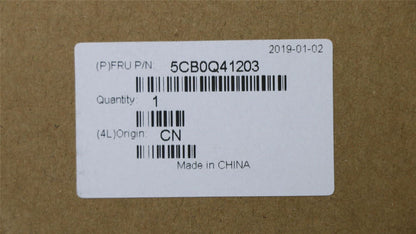 2019-01-02
(P)FRU P/N: 5CB0Q41203
Quantity: 1
(4L)Origin: CN
Made in CHINA